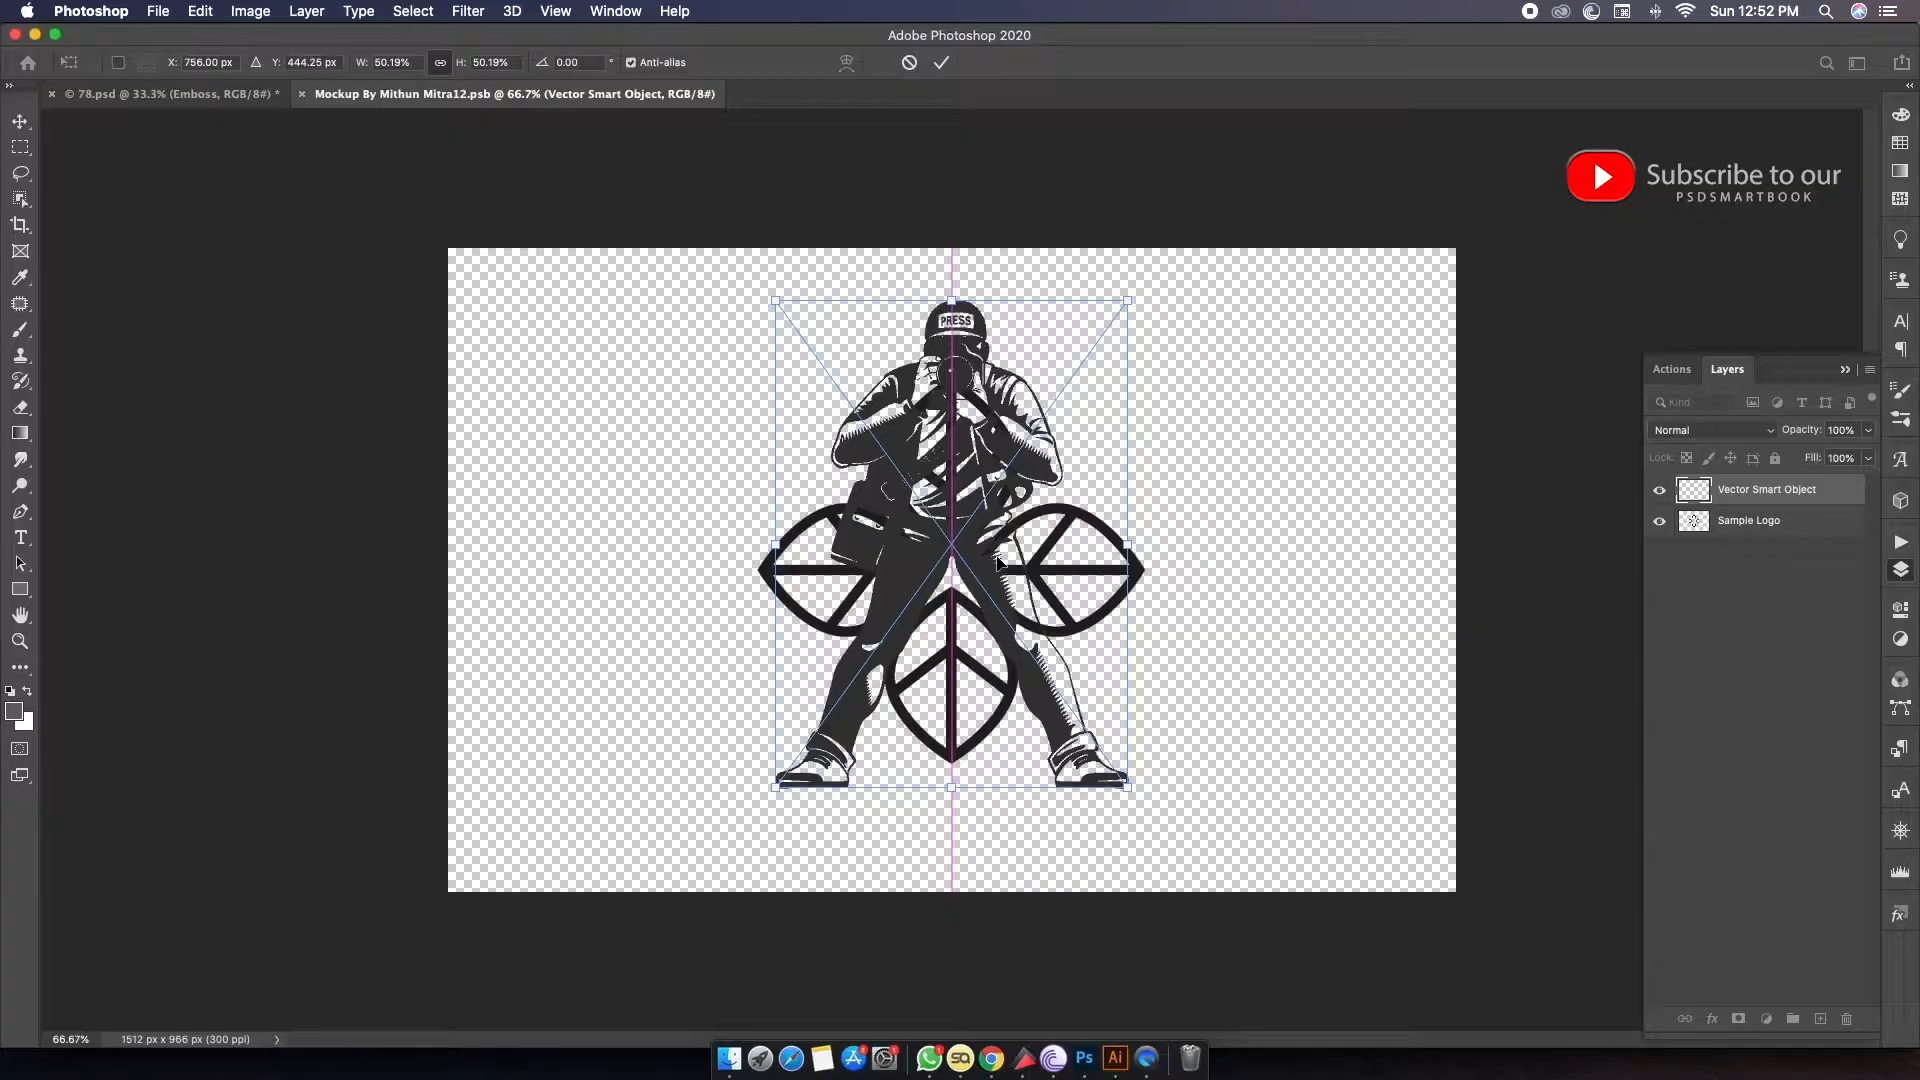 Photoshop File Edit Image Layer Type Select Filter 3D View Window Help
Sun 12:52 PM
Adobe Photoshop 2020
X: 756.00 px Y: 444.25 px W: 50.19% H: 50.19% 0.00 ° Anti-alias
© 78.psd @ 33.3% (Emboss, RGB/8#) *
Mockup By Mithun Mitra12.psb @ 66.7% (Vector Smart Object, RGB/8#)
Subscribe to our
PSDSMARTBOOK
PRESS
Actions Layers
Kind
Normal Opacity: 100%
Lock: Fill: 100%
Vector Smart Object
Sample Logo
66.67% 1512 px x 966 px (300 ppi)
Ps Ai